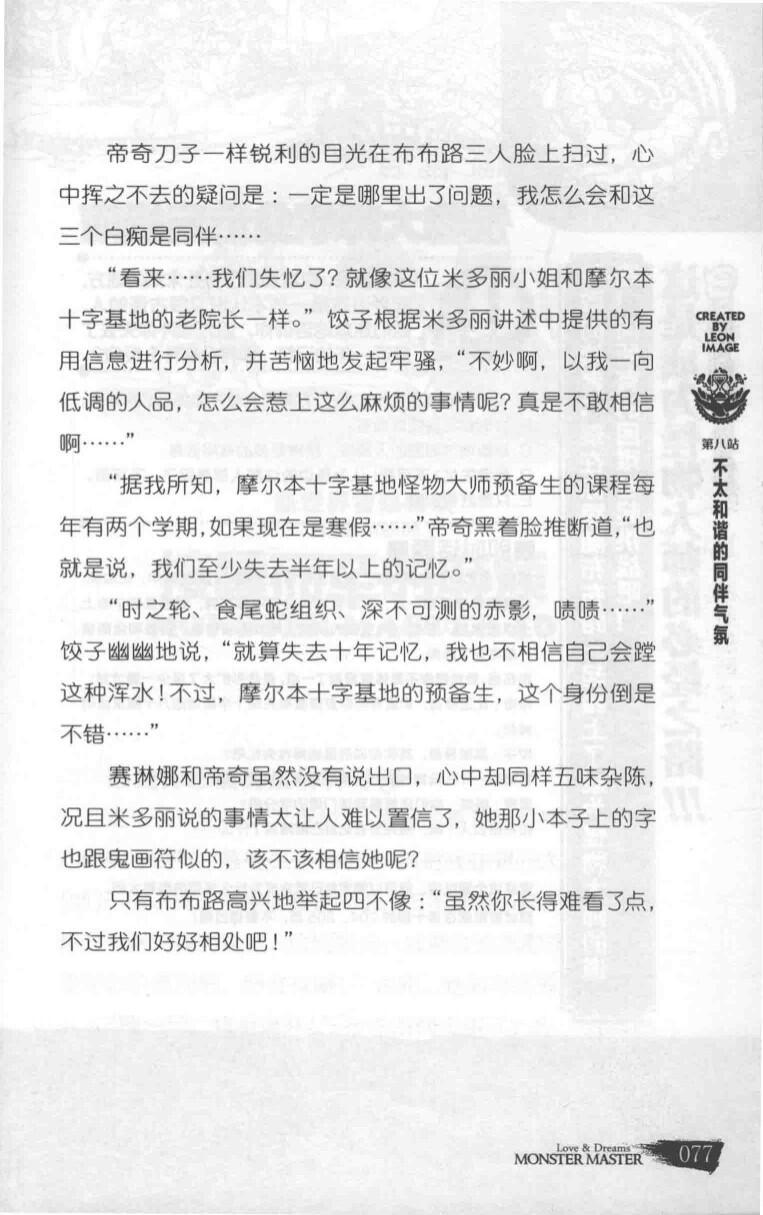 帝奇刀子一样锐利的目光在布布路三人脸上扫过，心
中挥之不去的疑问是：一定是哪里出了问题，我怎么会和这
三个白痴是同伴……
“看来……我们失忆了？就像这位米多丽小姐和摩尔本
十字基地的老院长一样。”饺子根据米多丽讲述中提供的有
用信息进行分析，并苦恼地发起牢骚，“不妙啊，以我一向
低调的人品，怎么会惹上这么麻烦的事情呢？真是不敢相信
啊……”
“据我所知，摩尔本十字基地怪物大师预备生的课程每
年有两个学期，如果现在是寒假……”帝奇黑着脸推断道，“也
就是说，我们至少失去半年以上的记忆。”
“时之轮、食尾蛇组织、深不可测的赤影，啧啧……”
饺子幽幽地说，“就算失去十年记忆，我也不相信自己会蹚
这种浑水！不过，摩尔本十字基地的预备生，这个身份倒是
不错……”
赛琳娜和帝奇虽然没有说出口，心中却同样五味杂陈，
况且米多丽说的事情太让人难以置信了，她那小本子上的字
也跟鬼画符似的，该不该相信她呢？
只有布布路高兴地举起四不像：“虽然你长得难看了点，
不过我们好好相处吧！”
CREATED
BY
LEON
IMAGE
第八站
不太和谐的同伴气氛
Love & Dreams
MONSTER MASTER
077